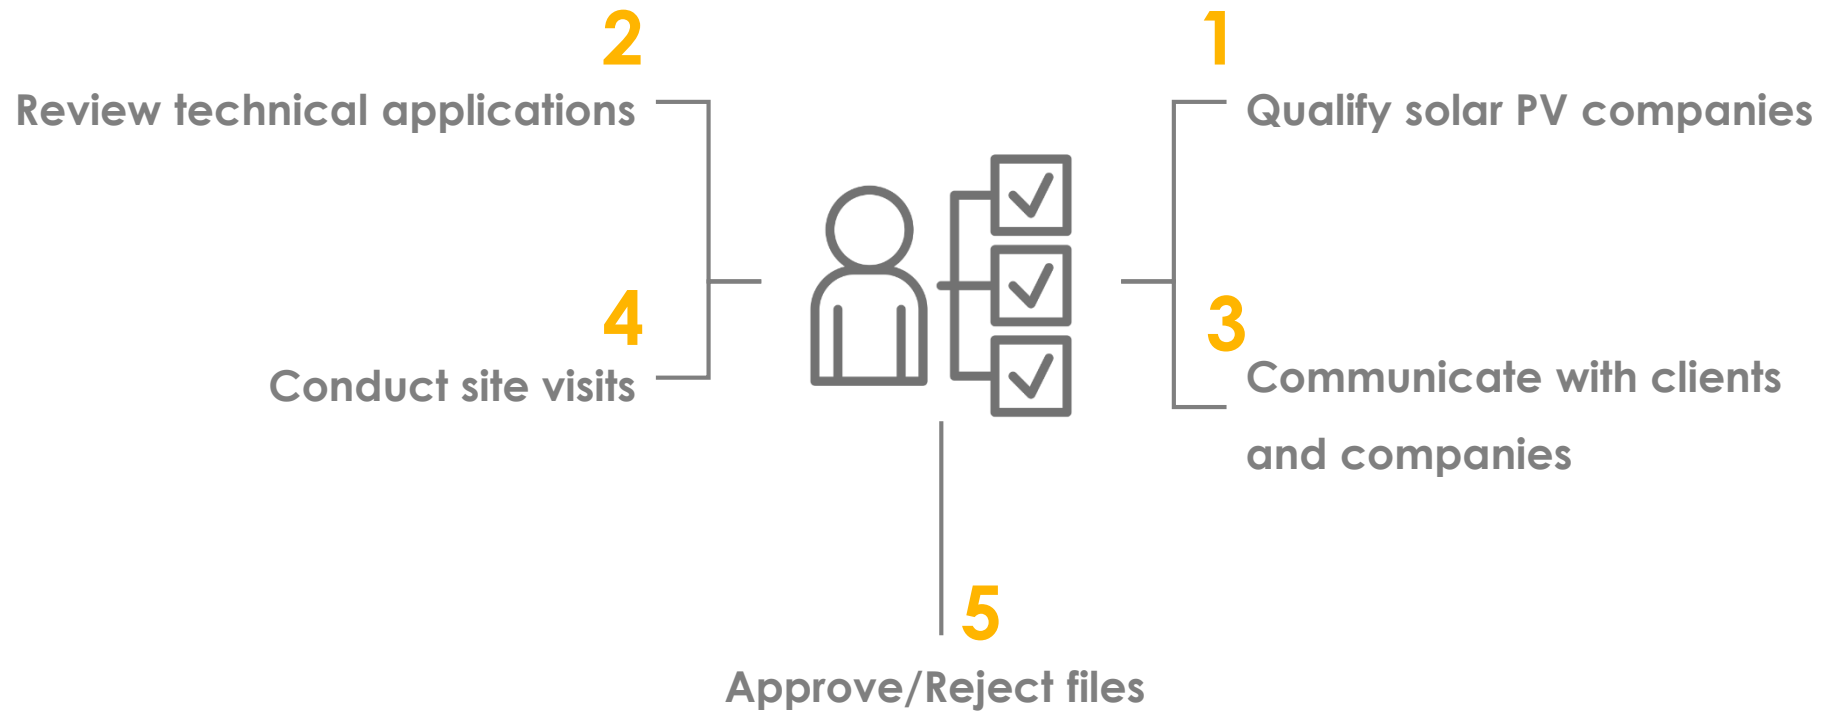 2
Review technical applications
1
Qualify solar PV companies
4
Conduct site visits
3
Communicate with clients
and companies
5
Approve/Reject files